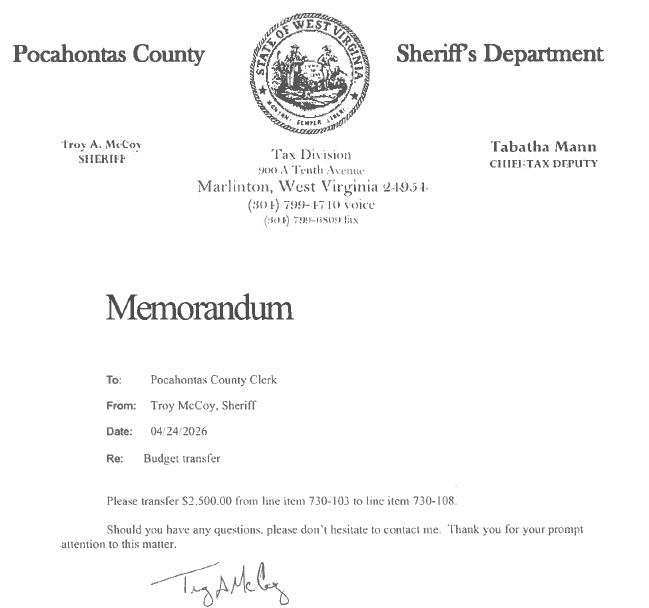 Pocahontas County
STATE OF WEST VIRGINIA
MONTANI SEMPER LIBERI
Sheriff's Department
Troy A. McCoy
SHERIFF
Tabatha Mann
CHIEF TAX DEPUTY
Tax Division
900 A Tenth Avenue
Marlinton, West Virginia 24954
(304) 799-4710 voice
(304) 799-6809 fax
Memorandum
To: Pocahontas County Clerk
From: Troy McCoy, Sheriff
Date: 04/24/2026
Re: Budget transfer
Please transfer $2,500.00 from line item 730-103 to line item 730-108.
Should you have any questions, please don't hesitate to contact me. Thank you for your prompt
attention to this matter.
Troy A McCoy